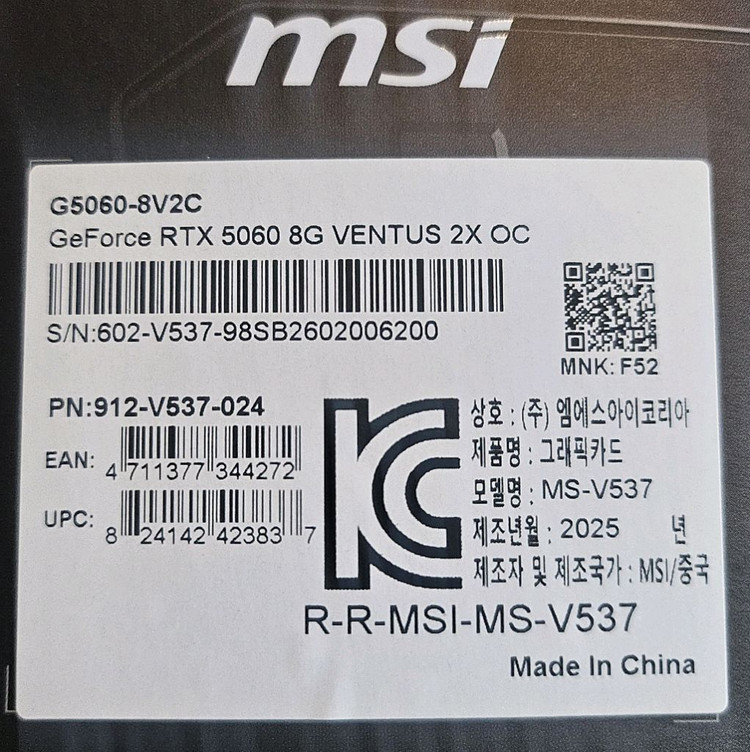 msi
G5060-8V2C
GeForce RTX 5060 8G VENTUS 2X OC
S/N:602-V537-98SB2602006200
MNK: F52
PN:912-V537-024
EAN: 4 711377 344272
UPC: 8 24142 42383 7
상호 : (주) 엠에스아이코리아
제품명 : 그래픽카드
모델명 : MS-V537
제조년월 : 2025 년
제조자 및 제조국가 : MSI/중국
R-R-MSI-MS-V537
Made In China